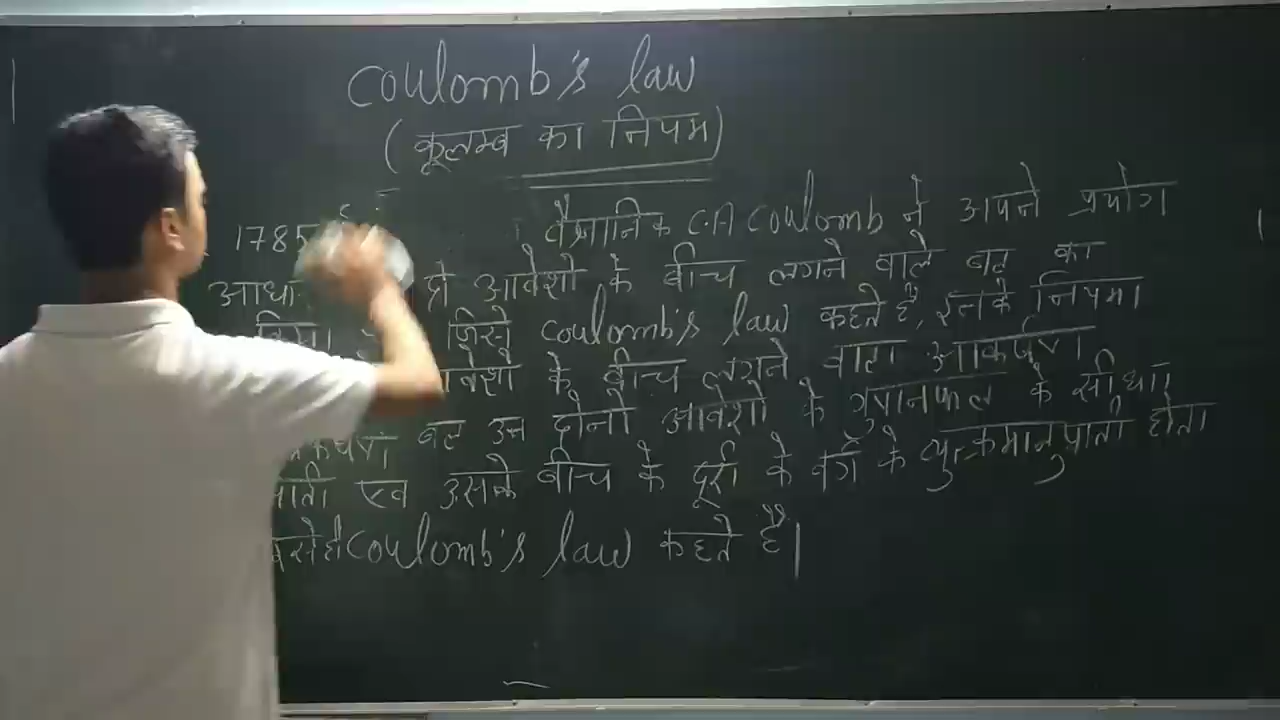 Coulomb's law
(कूलम्ब का नियम)
1785 वैज्ञानिक C.A Coulomb ने अपने प्रयोग
आधा दो आवेशो के बीच लगने वाले बल का
किया जिसे Coulomb's law कहते है, इनके नियम
के बीच लगने वाला आकर्षण
बल उन दोनो आवेशो के गुणनफल के सीधा
एव उसके बीच के दूरी के वर्ग के व्युत्क्रमानुपाती होता
Coulomb's law कहते है।